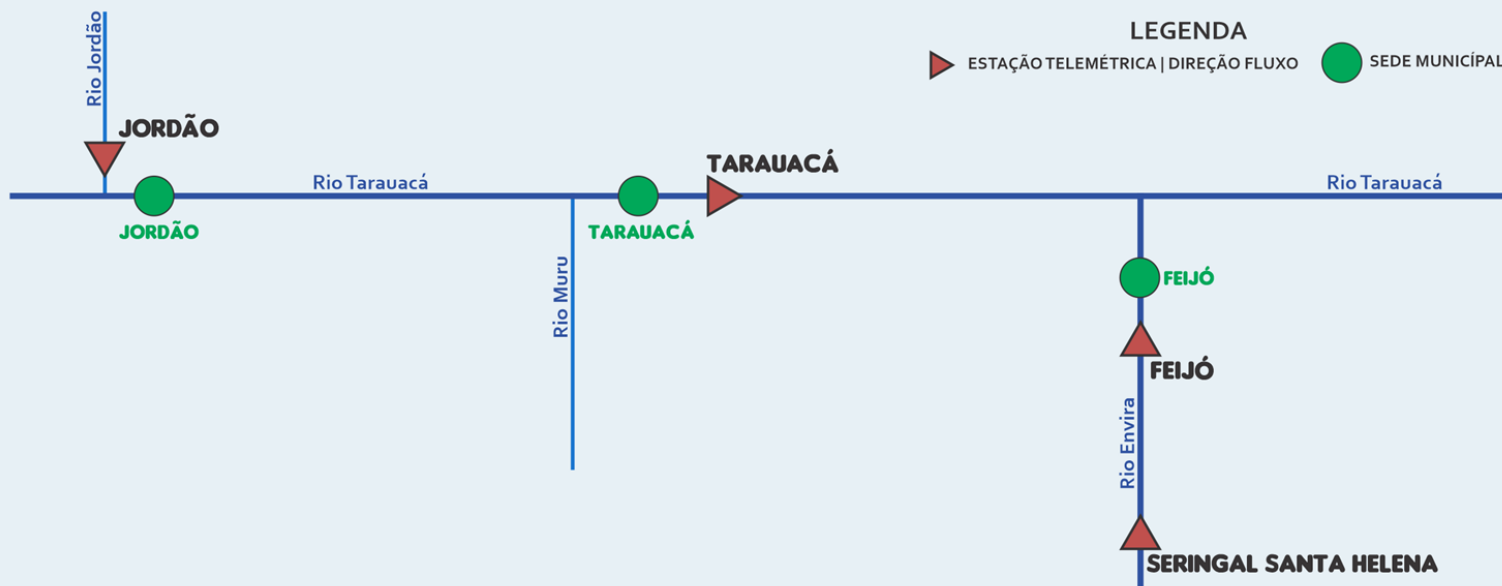 LEGENDA
ESTAÇÃO TELEMÉTRICA | DIREÇÃO FLUXO
SEDE MUNICÍPAL
Rio Jordão
JORDÃO
TARAUACÁ
Rio Tarauacá
Rio Tarauacá
JORDÃO
TARAUACÁ
Rio Muru
FEIJÓ
FEIJÓ
Rio Envira
SERINGAL SANTA HELENA